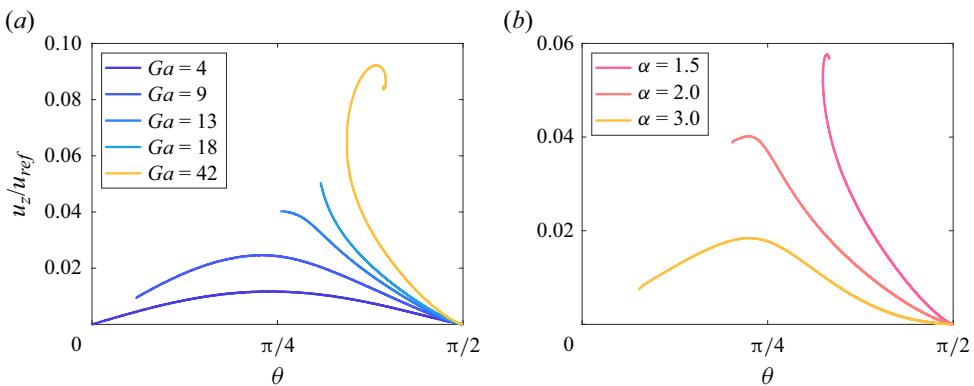 (a)
0.10
0.08
0.06
0.04
0.02
0
π/4
π/2
θ
u_z/u_ref
Ga = 4
Ga = 9
Ga = 13
Ga = 18
Ga = 42
(b)
0.06
0.04
0.02
0
π/4
π/2
θ
α = 1.5
α = 2.0
α = 3.0